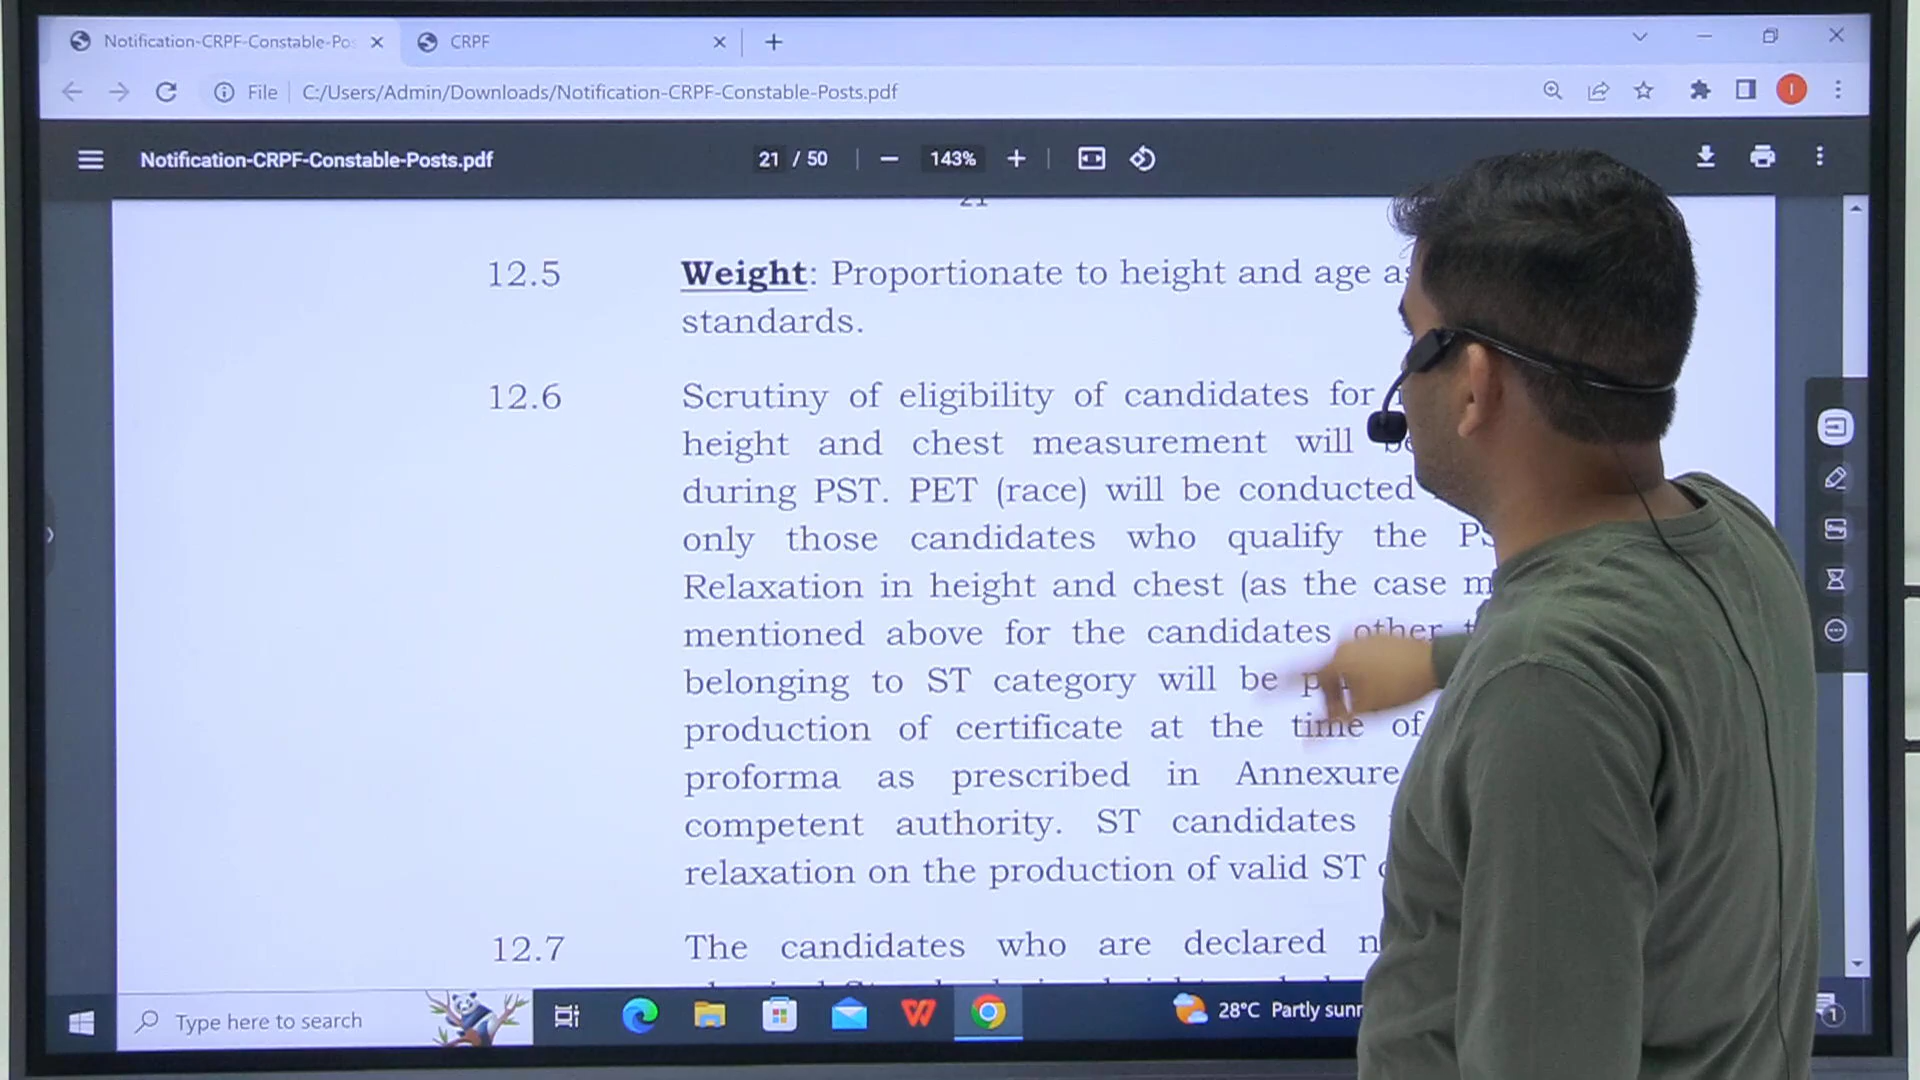 Notification-CRPF-Constable-Po
CRPF
File
C:/Users/Admin/Downloads/Notification-CRPF-Constable-Posts.pdf
I
Notification-CRPF-Constable-Posts.pdf
21 / 50
143%
21
12.5 Weight: Proportionate to height and age as
standards.
12.6 Scrutiny of eligibility of candidates for
height and chest measurement will be
during PST. PET (race) will be conducted
only those candidates who qualify the
Relaxation in height and chest (as the case
mentioned above for the candidates other
belonging to ST category will be
production of certificate at the time of
proforma as prescribed in Annexure
competent authority. ST candidates
relaxation on the production of valid ST
12.7 The candidates who are declared
Type here to search
28°C Partly sunn
1